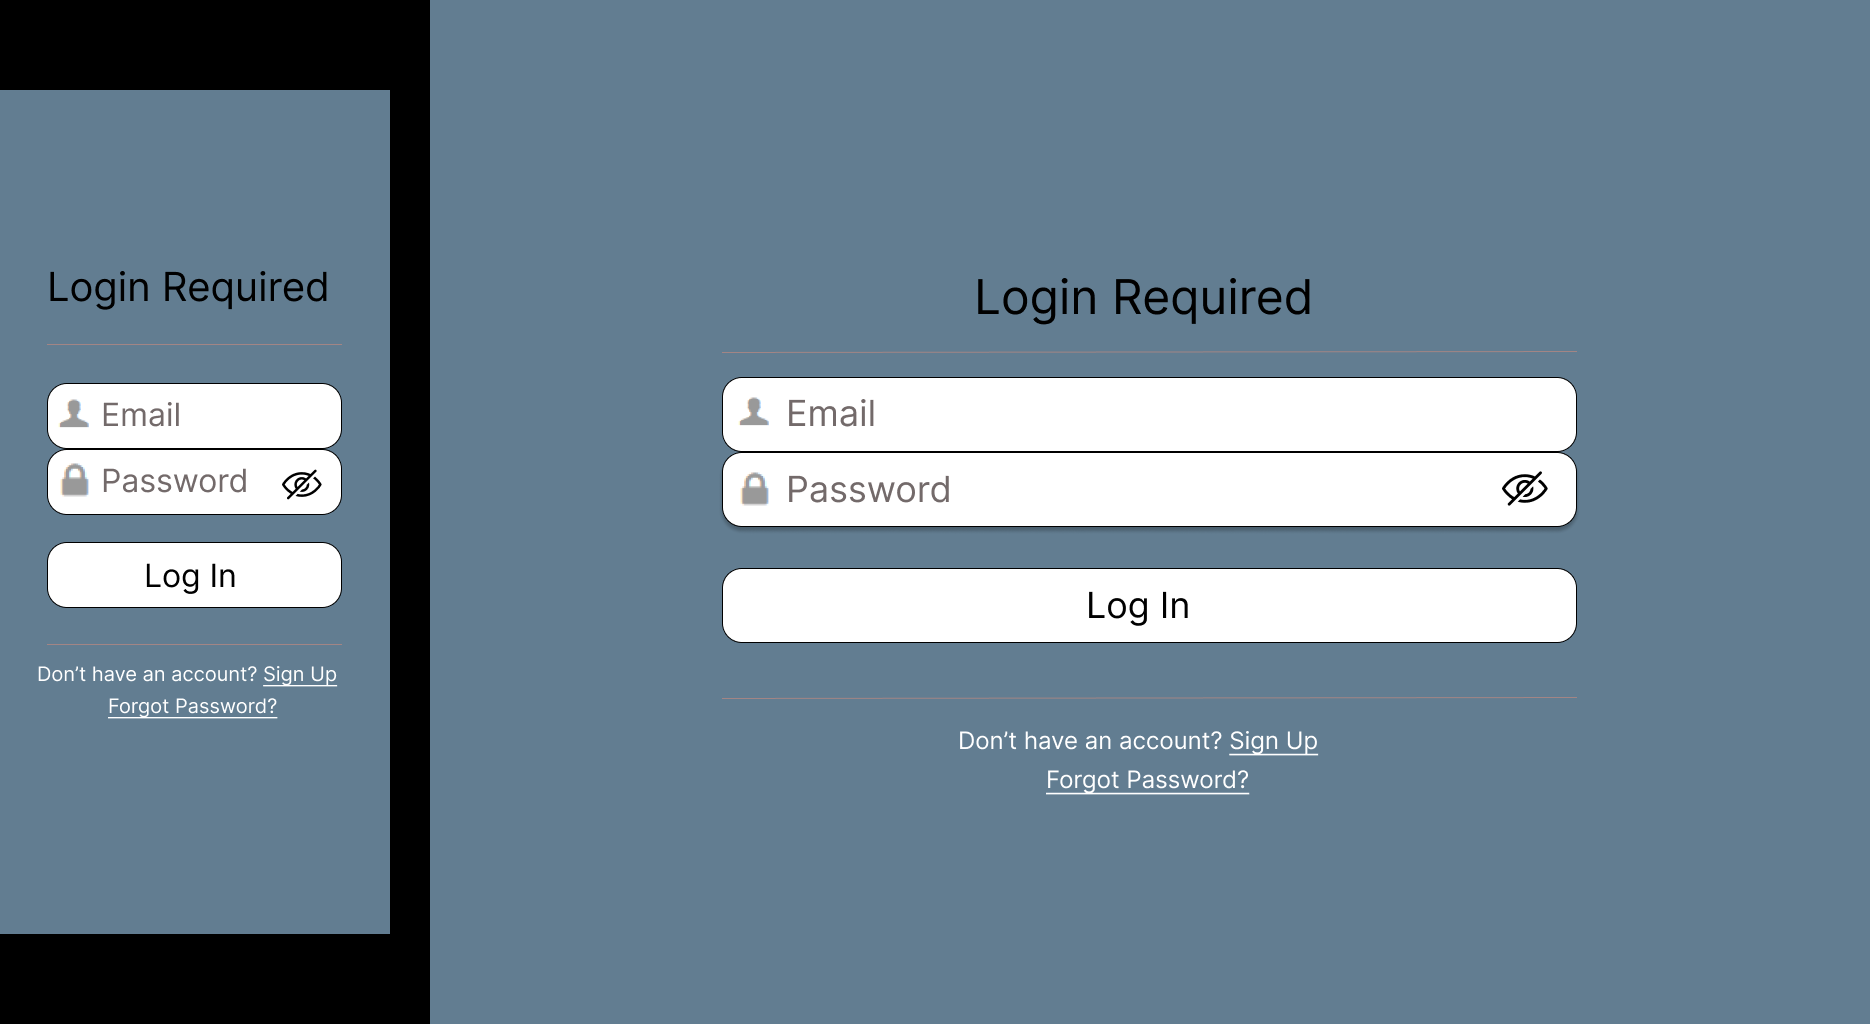 Login Required
Email
Password
Log In
Don’t have an account? Sign Up
Forgot Password?
Login Required
Email
Password
Log In
Don’t have an account? Sign Up
Forgot Password?